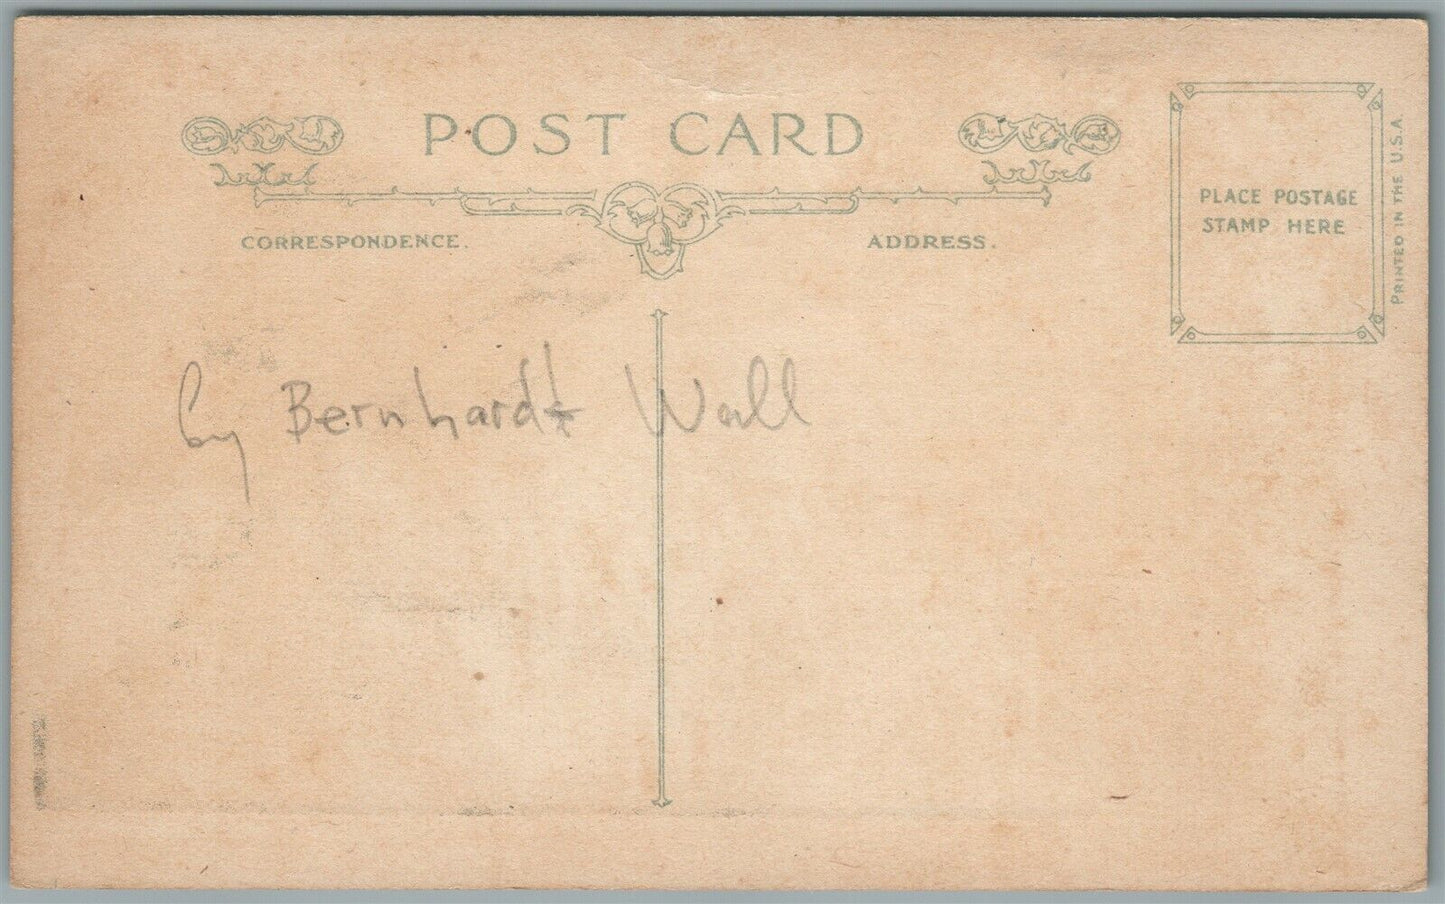 POST CARD
CORRESPONDENCE.
ADDRESS.
PLACE POSTAGE
STAMP HERE
PRINTED IN THE U.S.A.
by Bernhardt Wall